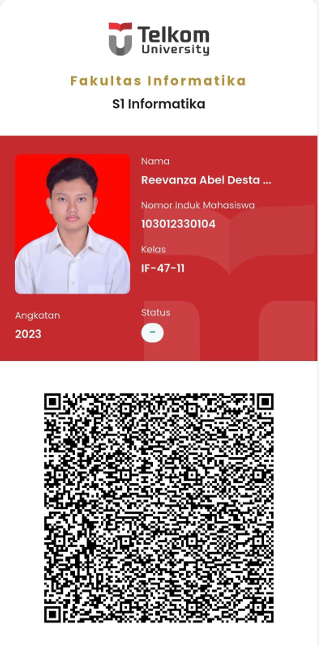 Telkom
University
Fakultas Informatika
S1 Informatika
Nama
Reevanza Abel Desta ...
Nomor Induk Mahasiswa
103012330104
Kelas
IF-47-11
Angkatan
2023
Status
-